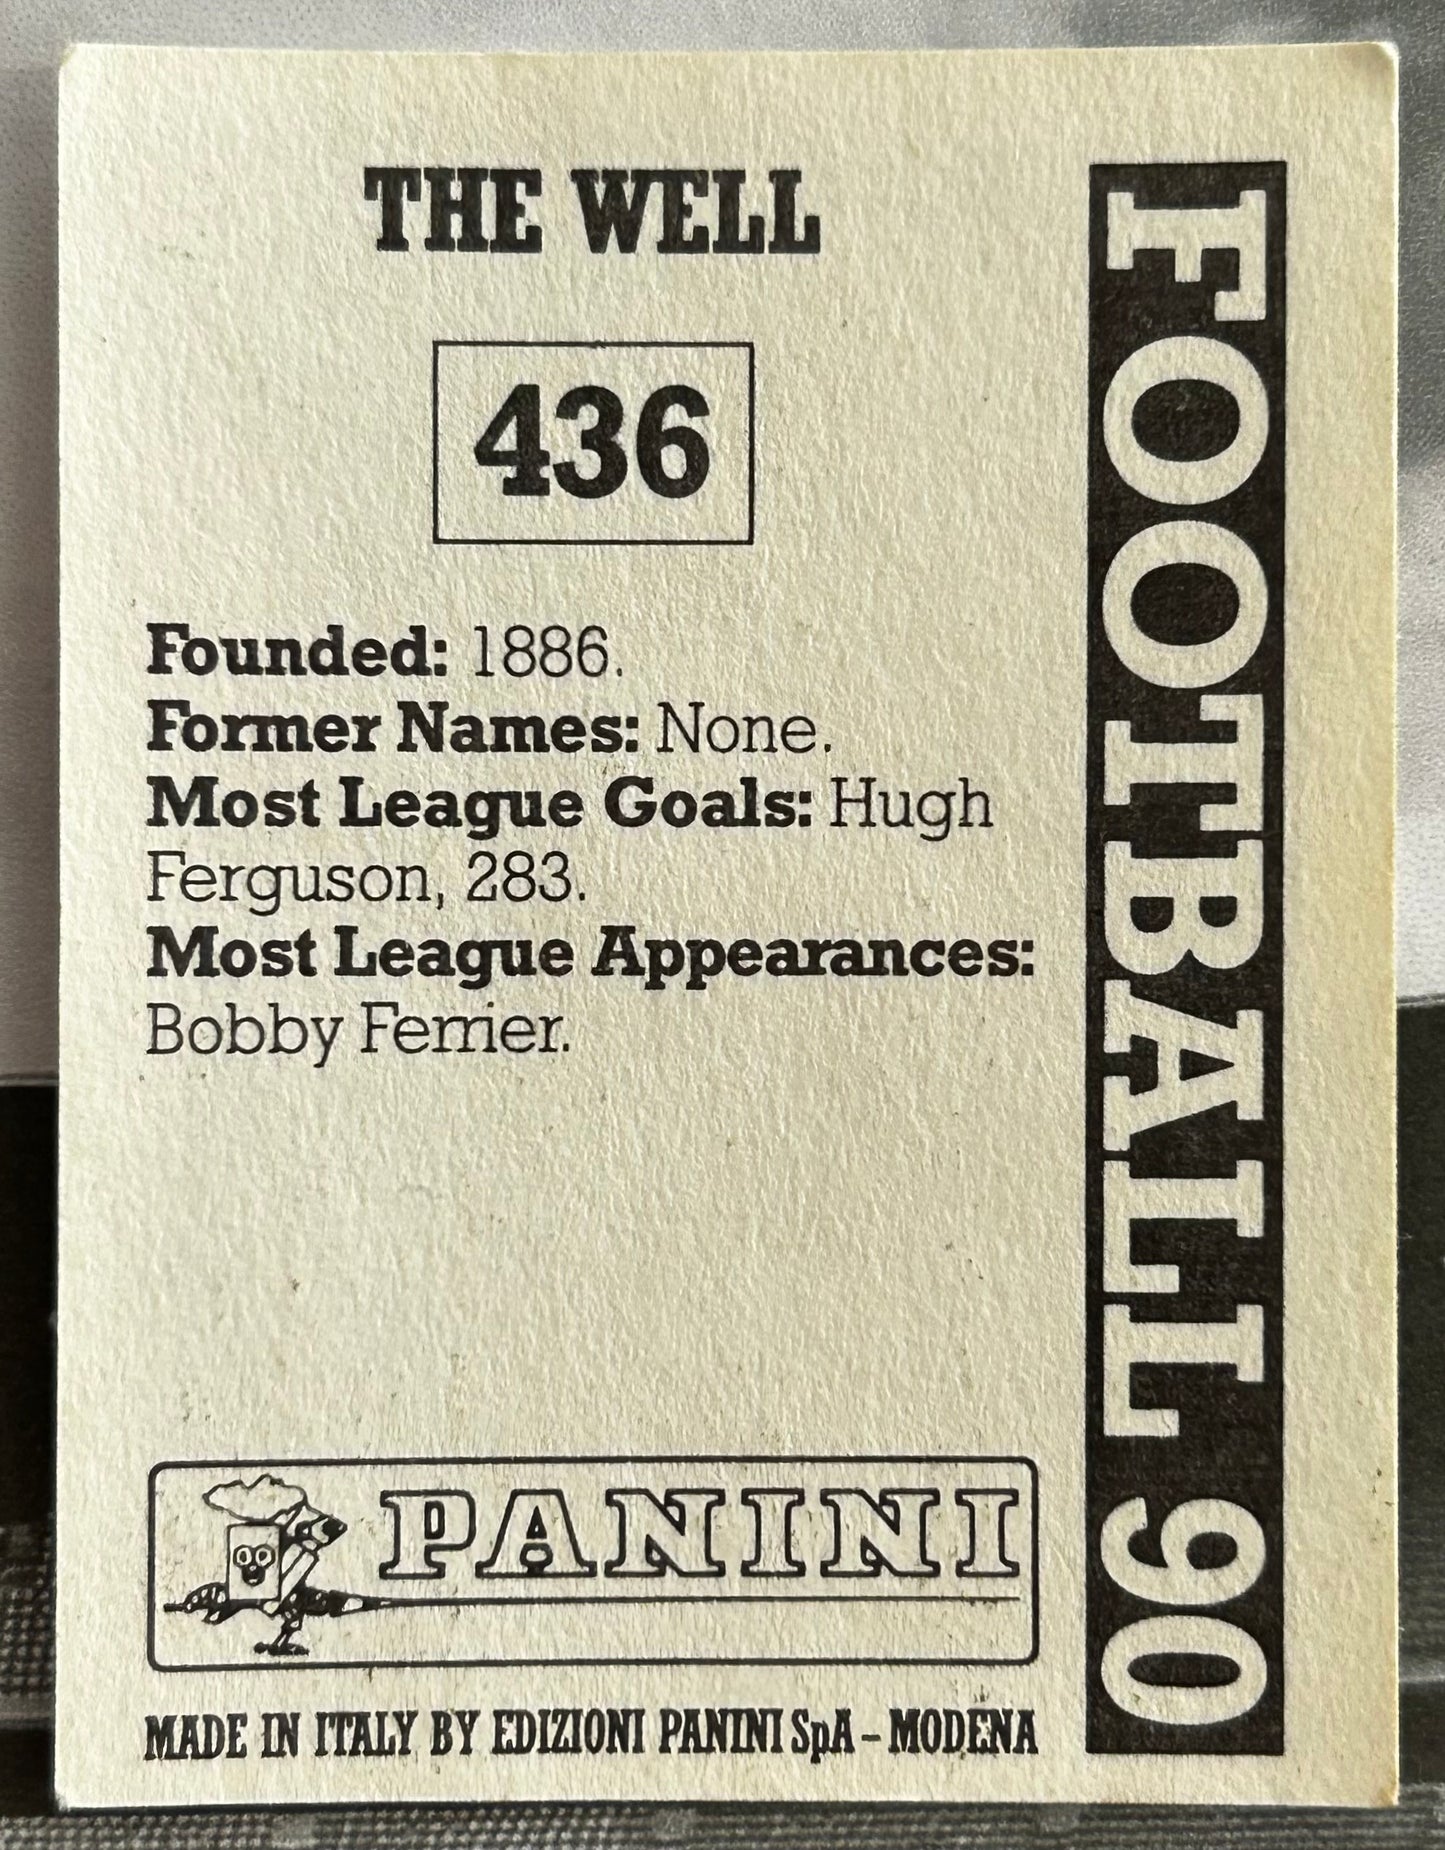 THE WELL
436
Founded: 1886.
Former Names: None.
Most League Goals: Hugh
Ferguson, 283.
Most League Appearances:
Bobby Ferrier.
PANINI
MADE IN ITALY BY EDIZIONI PANINI SpA - MODENA
FOOTBALL 90